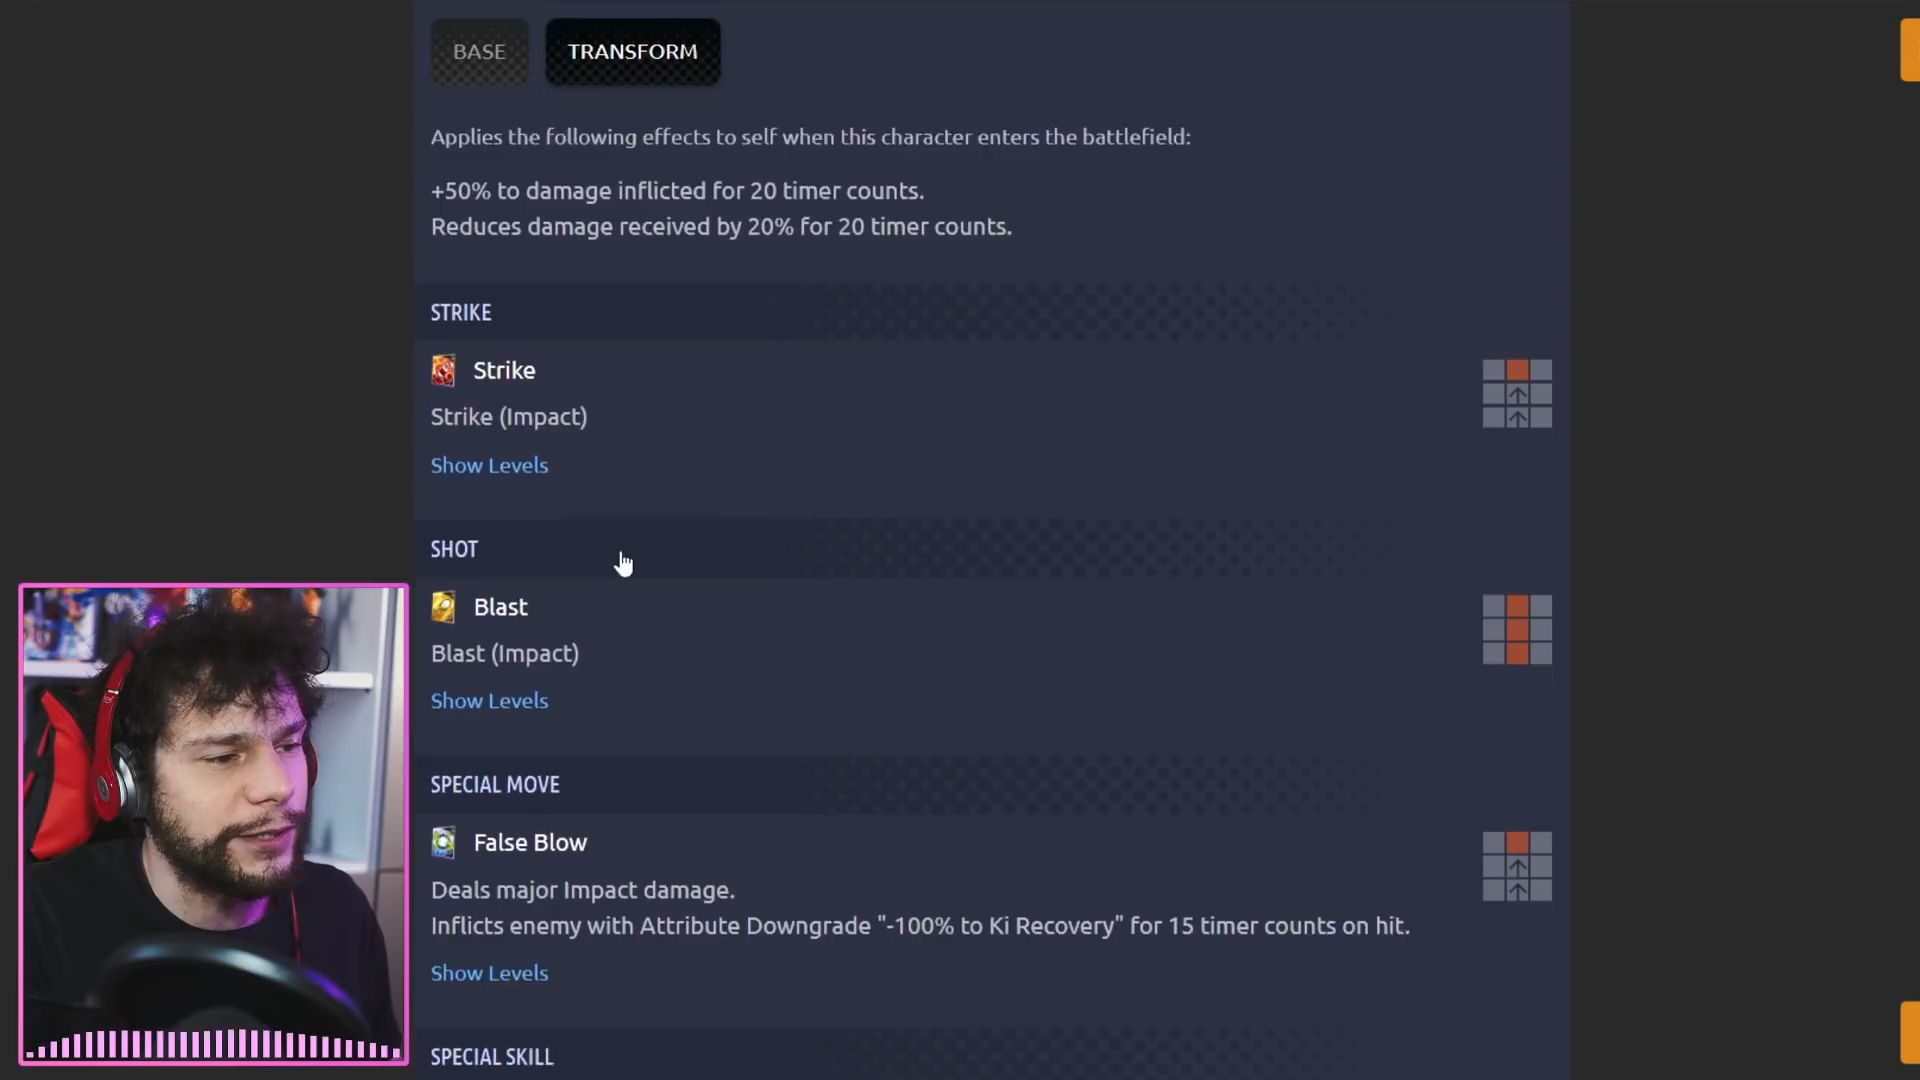 BASE
TRANSFORM
Applies the following effects to self when this character enters the battlefield:
+50% to damage inflicted for 20 timer counts.
Reduces damage received by 20% for 20 timer counts.
STRIKE
Strike
Strike (Impact)
Show Levels
SHOT
Blast
Blast (Impact)
Show Levels
SPECIAL MOVE
False Blow
Deals major Impact damage.
Inflicts enemy with Attribute Downgrade "-100% to Ki Recovery" for 15 timer counts on hit.
Show Levels
SPECIAL SKILL